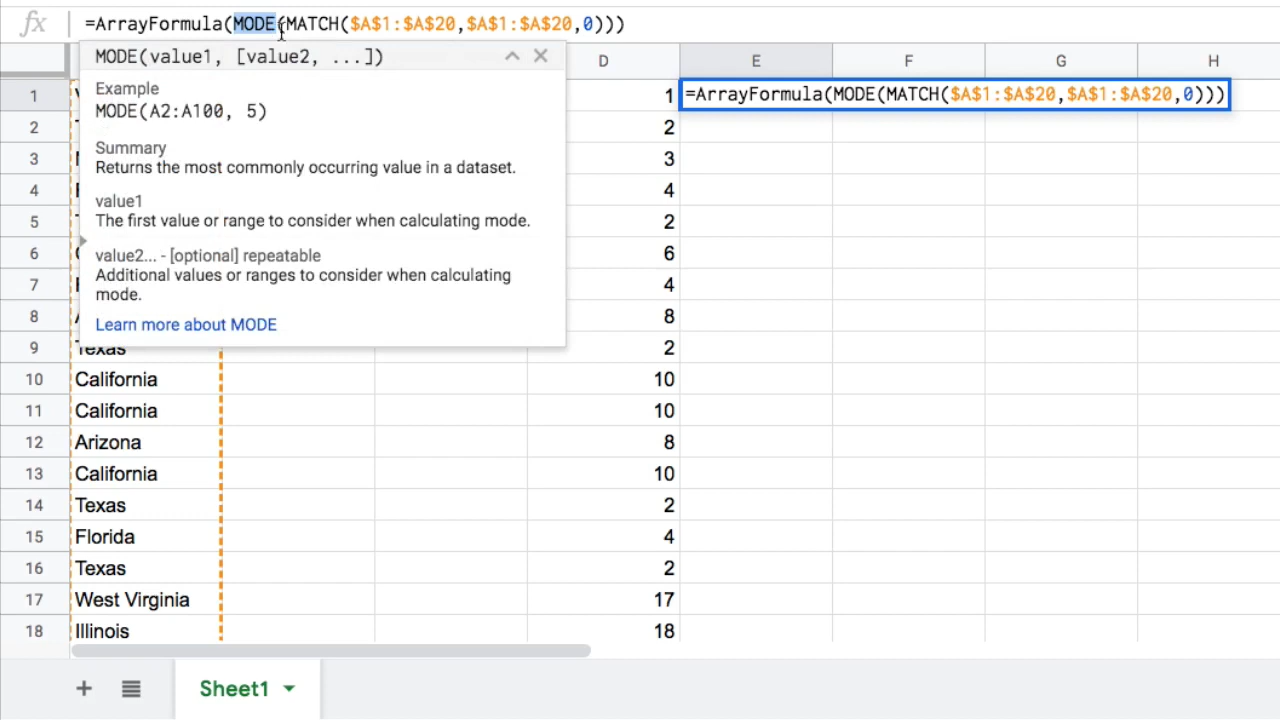 fx =ArrayFormula(MODE(MATCH($A$1:$A$20,$A$1:$A$20,0)))
MODE(value1, [value2, ...])
Example
MODE(A2:A100, 5)
Summary
Returns the most commonly occurring value in a dataset.
value1
The first value or range to consider when calculating mode.
value2... - [optional] repeatable
Additional values or ranges to consider when calculating
mode.
Learn more about MODE
D E F G H
1 1 =ArrayFormula(MODE(MATCH($A$1:$A$20,$A$1:$A$20,0)))
2 2
3 3
4 4
5 2
6 6
7 4
8 8
9 Texas 2
10 California 10
11 California 10
12 Arizona 8
13 California 10
14 Texas 2
15 Florida 4
16 Texas 2
17 West Virginia 17
18 Illinois 18
Sheet1